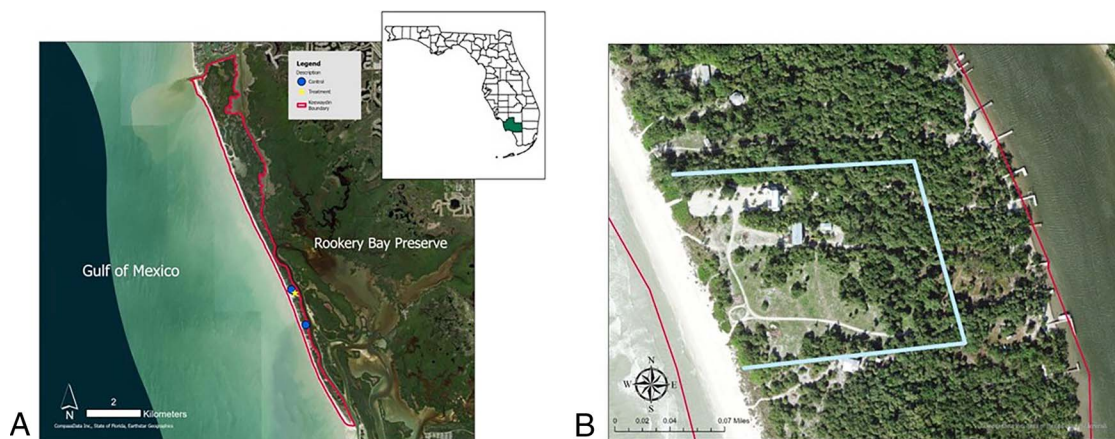 Legend
Description
Control
Treatment
Keewaydin
Boundary
Rookery Bay Preserve
Gulf of Mexico
N
2
Kilometers
CompassData Inc., State of Florida, Earthstar Geographics
A
N
W E
S
0 0.02 0.04 0.07 Miles
B